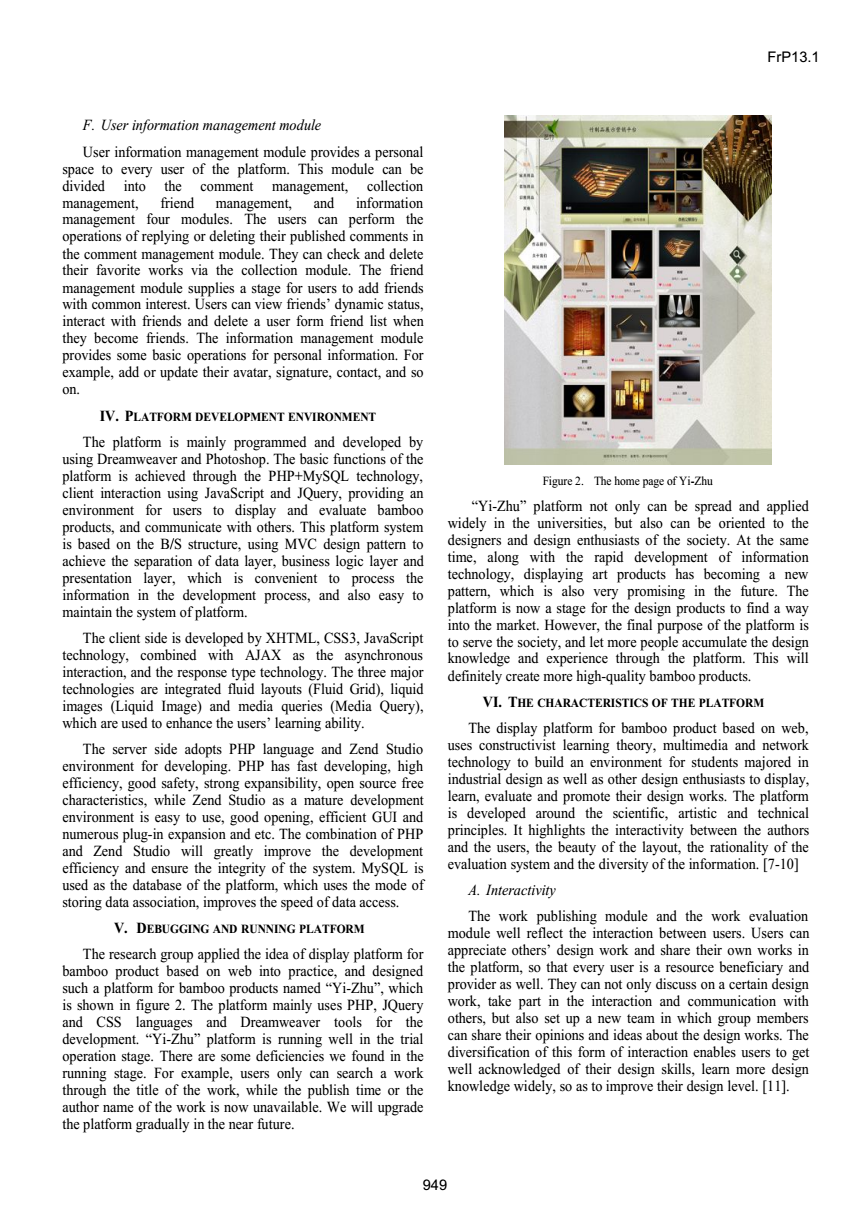 FrP13.1
F. User information management module
User information management module provides a personal
space to every user of the platform. This module can be
divided into the comment management, collection
management, friend management, and information
management four modules. The users can perform the
operations of replying or deleting their published comments in
the comment management module. They can check and delete
their favorite works via the collection module. The friend
management module supplies a stage for users to add friends
with common interest. Users can view friends’ dynamic status,
interact with friends and delete a user form friend list when
they become friends. The information management module
provides some basic operations for personal information. For
example, add or update their avatar, signature, contact, and so
on.
IV. PLATFORM DEVELOPMENT ENVIRONMENT
The platform is mainly programmed and developed by
using Dreamweaver and Photoshop. The basic functions of the
platform is achieved through the PHP+MySQL technology,
client interaction using JavaScript and JQuery, providing an
environment for users to display and evaluate bamboo
products, and communicate with others. This platform system
is based on the B/S structure, using MVC design pattern to
achieve the separation of data layer, business logic layer and
presentation layer, which is convenient to process the
information in the development process, and also easy to
maintain the system of platform.
The client side is developed by XHTML, CSS3, JavaScript
technology, combined with AJAX as the asynchronous
interaction, and the response type technology. The three major
technologies are integrated fluid layouts (Fluid Grid), liquid
images (Liquid Image) and media queries (Media Query),
which are used to enhance the users’ learning ability.
The server side adopts PHP language and Zend Studio
environment for developing. PHP has fast developing, high
efficiency, good safety, strong expansibility, open source free
characteristics, while Zend Studio as a mature development
environment is easy to use, good opening, efficient GUI and
numerous plug-in expansion and etc. The combination of PHP
and Zend Studio will greatly improve the development
efficiency and ensure the integrity of the system. MySQL is
used as the database of the platform, which uses the mode of
storing data association, improves the speed of data access.
V. DEBUGGING AND RUNNING PLATFORM
The research group applied the idea of display platform for
bamboo product based on web into practice, and designed
such a platform for bamboo products named “Yi-Zhu”, which
is shown in figure 2. The platform mainly uses PHP, JQuery
and CSS languages and Dreamweaver tools for the
development. “Yi-Zhu” platform is running well in the trial
operation stage. There are some deficiencies we found in the
running stage. For example, users only can search a work
through the title of the work, while the publish time or the
author name of the work is now unavailable. We will upgrade
the platform gradually in the near future.
竹制品展示营销平台
Figure 2. The home page of Yi-Zhu
“Yi-Zhu” platform not only can be spread and applied
widely in the universities, but also can be oriented to the
designers and design enthusiasts of the society. At the same
time, along with the rapid development of information
technology, displaying art products has becoming a new
pattern, which is also very promising in the future. The
platform is now a stage for the design products to find a way
into the market. However, the final purpose of the platform is
to serve the society, and let more people accumulate the design
knowledge and experience through the platform. This will
definitely create more high-quality bamboo products.
VI. THE CHARACTERISTICS OF THE PLATFORM
The display platform for bamboo product based on web,
uses constructivist learning theory, multimedia and network
technology to build an environment for students majored in
industrial design as well as other design enthusiasts to display,
learn, evaluate and promote their design works. The platform
is developed around the scientific, artistic and technical
principles. It highlights the interactivity between the authors
and the users, the beauty of the layout, the rationality of the
evaluation system and the diversity of the information. [7-10]
A. Interactivity
The work publishing module and the work evaluation
module well reflect the interaction between users. Users can
appreciate others’ design work and share their own works in
the platform, so that every user is a resource beneficiary and
provider as well. They can not only discuss on a certain design
work, take part in the interaction and communication with
others, but also set up a new team in which group members
can share their opinions and ideas about the design works. The
diversification of this form of interaction enables users to get
well acknowledged of their design skills, learn more design
knowledge widely, so as to improve their design level. [11].
949